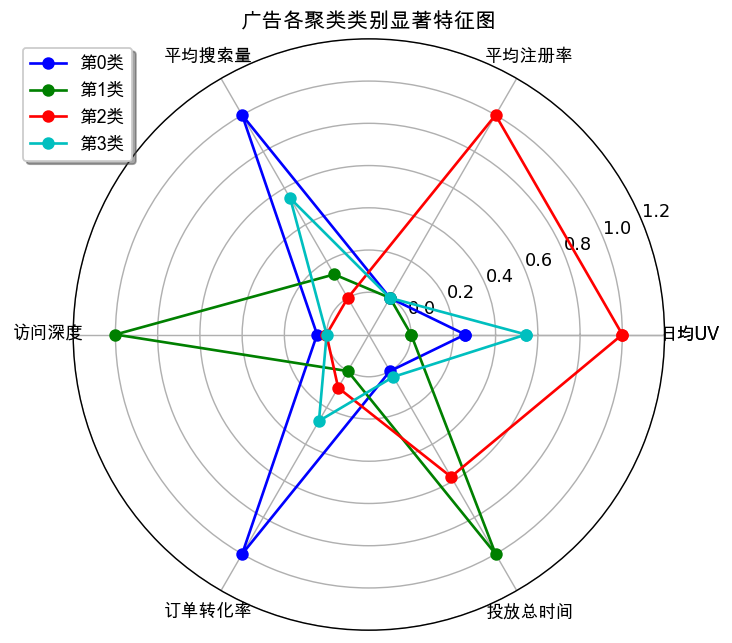 广告各聚类类别显著特征图
平均搜索量
平均注册率
第0类
第1类
第2类
第3类
1.2
1.0
0.8
0.6
0.4
0.2
0.0
访问深度
日均UV
订单转化率
投放总时间